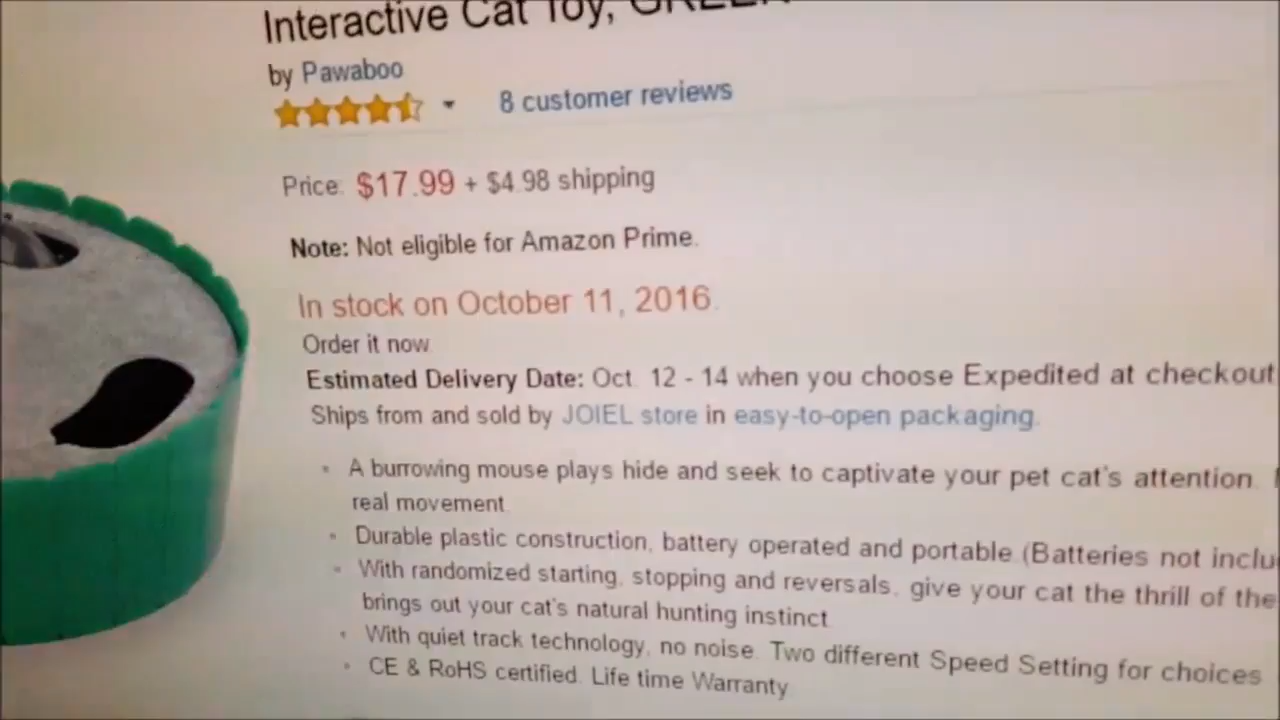 Interactive Cat Toy, GREEN
by Pawaboo
8 customer reviews
Price: $17.99 + $4.98 shipping
Note: Not eligible for Amazon Prime.
In stock on October 11, 2016.
Order it now.
Estimated Delivery Date: Oct. 12 - 14 when you choose Expedited at checkout
Ships from and sold by JOIEL store in easy-to-open packaging.
A burrowing mouse plays hide and seek to captivate your pet cat's attention.
real movement
Durable plastic construction, battery operated and portable.(Batteries not inclu
With randomized starting, stopping and reversals, give your cat the thrill of the
brings out your cat's natural hunting instinct
With quiet track technology, no noise. Two different Speed Setting for choices
CE & RoHS certified. Life time Warranty